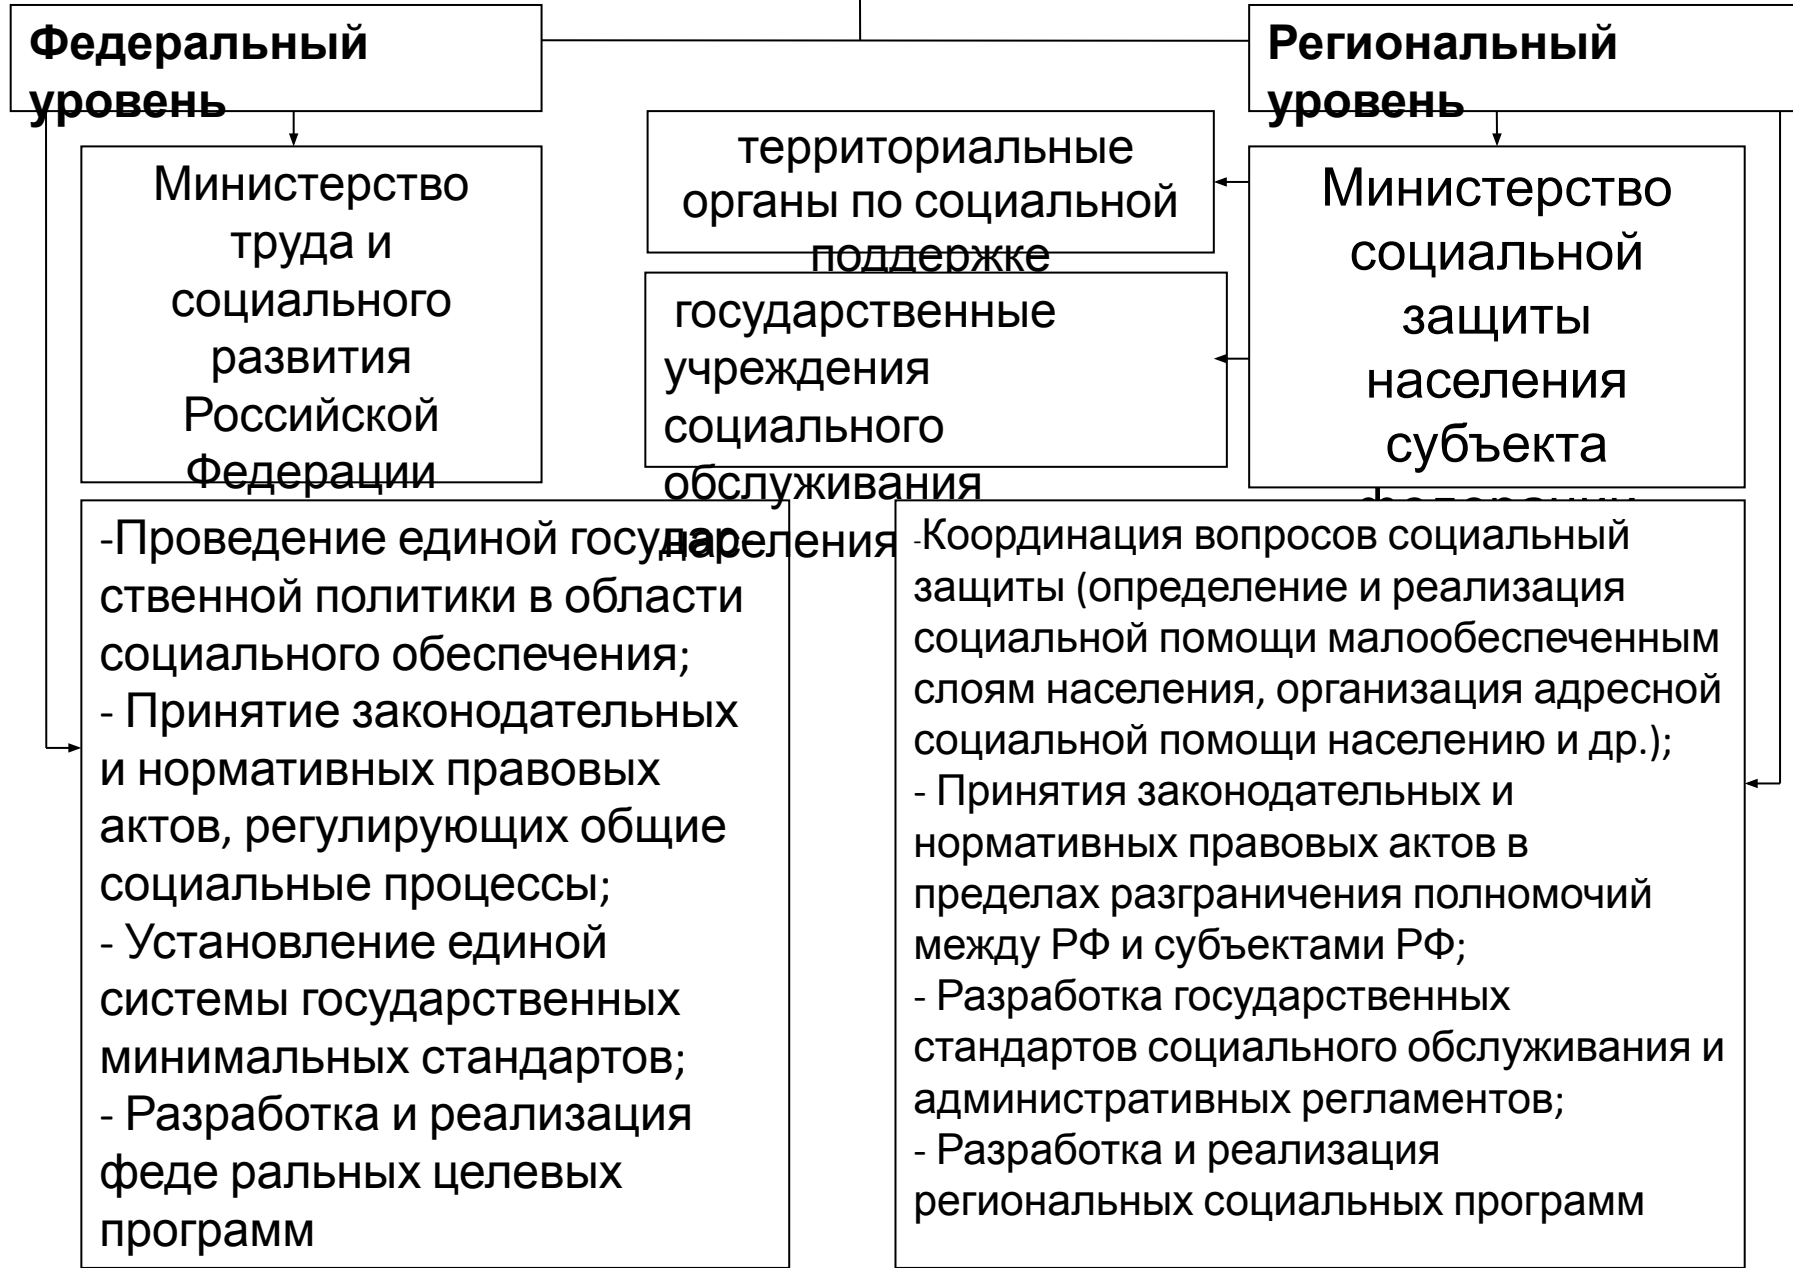 Федеральный
уровень
Министерство
труда и
социального
развития
Российской
Федерации
-Проведение единой государ-
ственной политики в области
социального обеспечения;
- Принятие законодательных
и нормативных правовых
актов, регулирующих общие
социальные процессы;
- Установление единой
системы государственных
минимальных стандартов;
- Разработка и реализация
феде ральных целевых
программ
территориальные
органы по социальной
поддержке
государственные
учреждения
социального
обслуживания
населения
Региональный
уровень
Министерство
социальной
защиты
населения
субъекта
федерации
-Координация вопросов социальный
защиты (определение и реализация
социальной помощи малообеспеченным
слоям населения, организация адресной
социальной помощи населению и др.);
- Принятия законодательных и
нормативных правовых актов в
пределах разграничения полномочий
между РФ и субъектами РФ;
- Разработка государственных
стандартов социального обслуживания и
административных регламентов;
- Разработка и реализация
региональных социальных программ